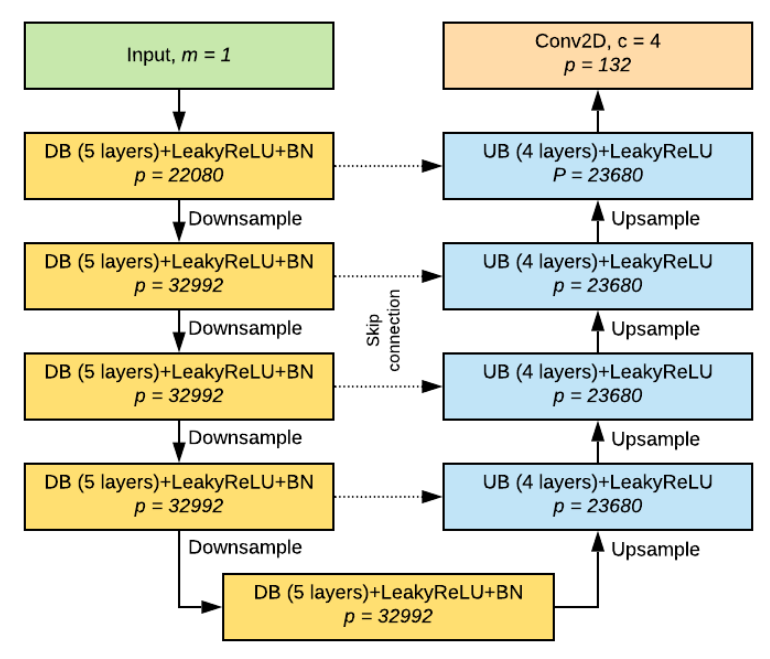 Input, m = 1
DB (5 layers)+LeakyReLU+BN
p = 22080
Downsample
DB (5 layers)+LeakyReLU+BN
p = 32992
Downsample
DB (5 layers)+LeakyReLU+BN
p = 32992
Downsample
DB (5 layers)+LeakyReLU+BN
p = 32992
Downsample
DB (5 layers)+LeakyReLU+BN
p = 32992
Skip
connection
Conv2D, c = 4
p = 132
UB (4 layers)+LeakyReLU
P = 23680
Upsample
UB (4 layers)+LeakyReLU
p = 23680
Upsample
UB (4 layers)+LeakyReLU
p = 23680
Upsample
UB (4 layers)+LeakyReLU
p = 23680
Upsample